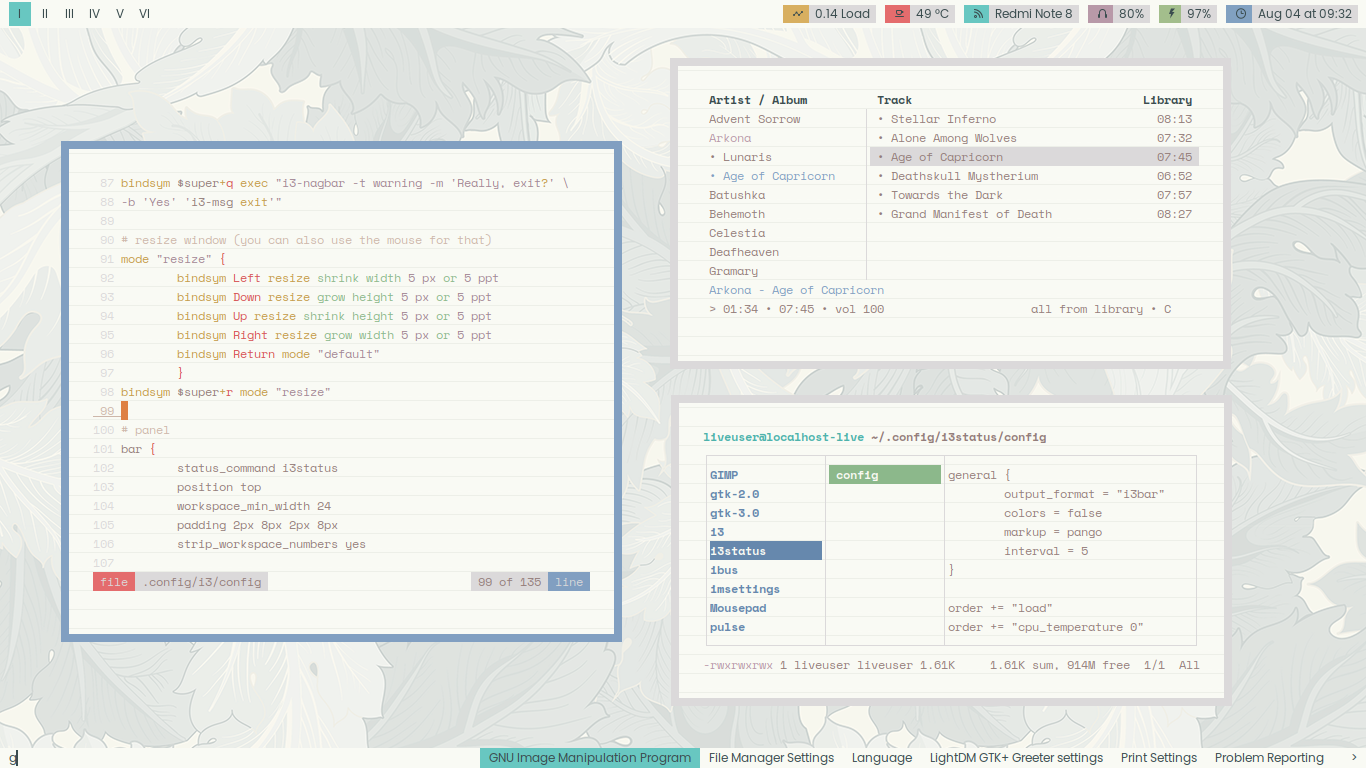 I II III IV V VI 0.14 Load 49 °C Redmi Note 8 80% 97% Aug 04 at 09:32
87 bindsym $super+q exec "i3-nagbar -t warning -m 'Really, exit?' \
88 -b 'Yes' 'i3-msg exit'"
89
90 # resize window (you can also use the mouse for that)
91 mode "resize" {
92 bindsym Left resize shrink width 5 px or 5 ppt
93 bindsym Down resize grow height 5 px or 5 ppt
94 bindsym Up resize shrink height 5 px or 5 ppt
95 bindsym Right resize grow width 5 px or 5 ppt
96 bindsym Return mode "default"
97 }
98 bindsym $super+r mode "resize"
99
100 # panel
101 bar {
102 status_command i3status
103 position top
104 workspace_min_width 24
105 padding 2px 8px 2px 8px
106 strip_workspace_numbers yes
107
file .config/i3/config 99 of 135 line
Artist / Album Track Library
Advent Sorrow • Stellar Inferno 08:13
Arkona • Alone Among Wolves 07:32
• Lunaris • Age of Capricorn 07:45
• Age of Capricorn • Deathskull Mystherium 06:52
Batushka • Towards the Dark 07:57
Behemoth • Grand Manifest of Death 08:27
Celestia
Deafheaven
Gramary
Arkona - Age of Capricorn
> 01:34 • 07:45 • vol 100 all from library • C
liveuser@localhost-live ~/.config/i3status/config
GIMP config general {
gtk-2.0 output_format = "i3bar"
gtk-3.0 colors = false
i3 markup = pango
i3status interval = 5
ibus }
imsettings
Mousepad order += "load"
pulse order += "cpu_temperature 0"
-rwxrwxrwx 1 liveuser liveuser 1.61K 1.61K sum, 914M free 1/1 All
g GNU Image Manipulation Program File Manager Settings Language LightDM GTK+ Greeter settings Print Settings Problem Reporting >